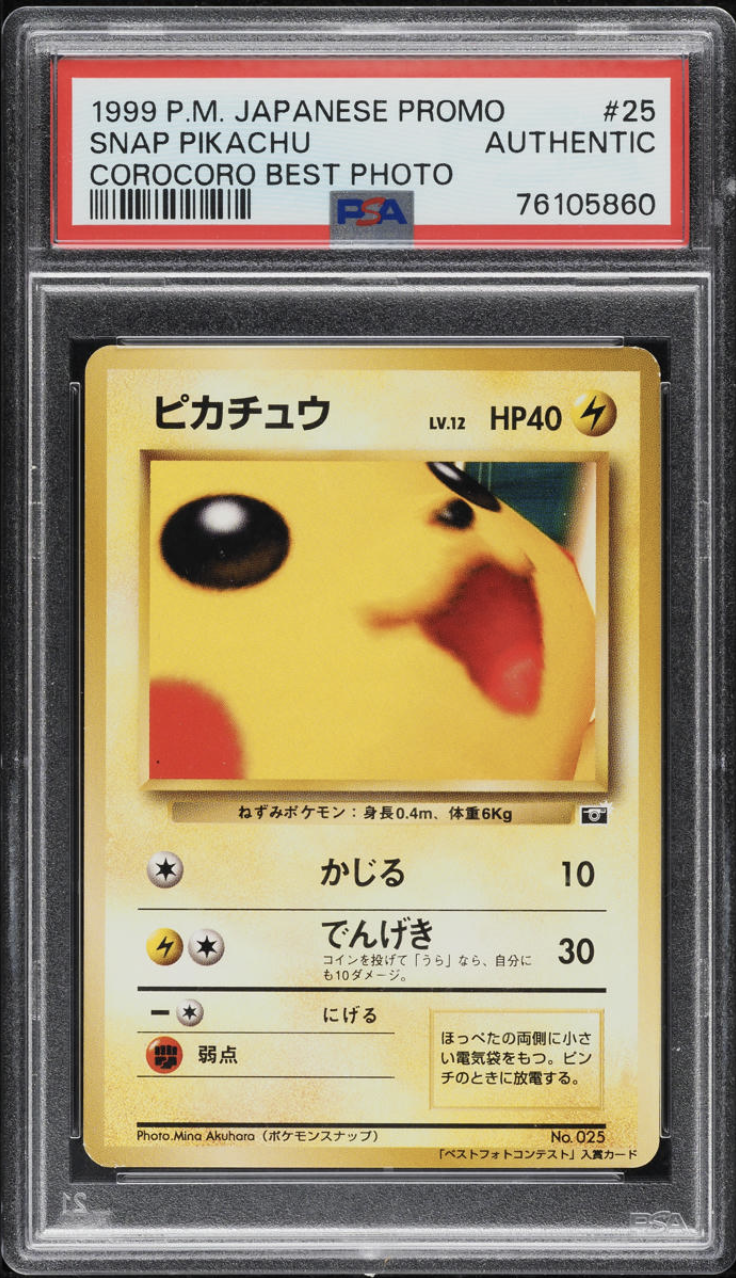 1999 P.M. JAPANESE PROMO #25
SNAP PIKACHU AUTHENTIC
COROCORO BEST PHOTO
PSA 76105860
ピカチュウ LV.12 HP40
ねずみポケモン：身長0.4m、体重6Kg
かじる 10
でんげき 30
コインを投げて「うら」なら、自分に
も10ダメージ。
にげる
弱点
ほっぺたの両側に小さ
い電気袋をもつ。ピン
チのときに放電する。
Photo.Mina Akuhara（ポケモンスナップ） No. 025
「ベストフォトコンテスト」入賞カード
PSA